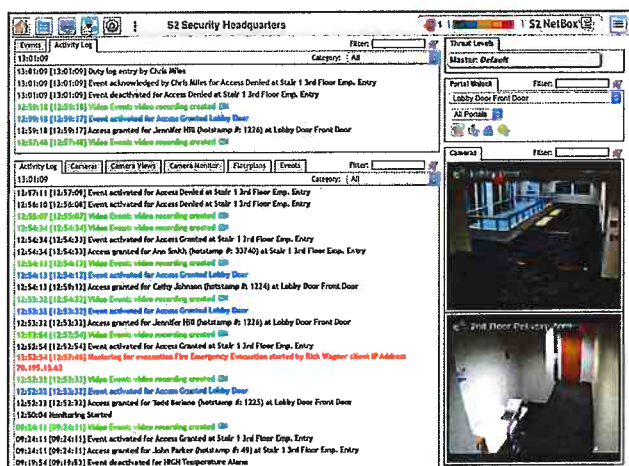 S2 Security Headquarters
S2 NetBox
Events Activity Log Filter:
13:01:09 Category: All
13:01:09 [13:01:09] Duty log entry by Chris Miles
13:01:09 [13:01:09] Event acknowledged by Chris Miles for Access Denied at Stair 1 3rd Floor Emp. Entry
13:01:09 [13:01:09] Event deactivated for Access Denied at Stair 1 3rd Floor Emp. Entry
12:59:18 [12:59:18] Video Event: video recording created
12:59:18 [12:59:17] Event activated for Access Granted Lobby Door
12:59:18 [12:59:17] Access granted for Jennifer Hill (hotstamp #: 1226) at Lobby Door Front Door
12:57:48 [12:57:48] Video Event: video recording created
Threat Levels
Master: Default
Portal Unlock Filter:
Lobby Door Front Door
All Portals
Activity Log Cameras Camera Views Camera Monitor Floorplans Events Filter:
13:01:09 Category: All
12:57:11 [12:57:09] Event activated for Access Denied at Stair 1 3rd Floor Emp. Entry
12:56:10 [12:56:08] Event activated for Access Denied at Stair 1 3rd Floor Emp. Entry
12:55:07 [12:55:07] Video Event: video recording created
12:54:34 [12:54:34] Video Event: video recording created
12:54:34 [12:54:33] Event activated for Access Granted at Stair 1 3rd Floor Emp. Entry
12:54:34 [12:54:33] Access granted for Ann Smith (hotstamp #: 33740) at Stair 1 3rd Floor Emp. Entry
12:54:13 [12:54:13] Video Event: video recording created
12:54:13 [12:54:12] Event activated for Access Granted Lobby Door
12:54:13 [12:59:12] Access granted for Cathy Johnson (hotstamp #: 1224) at Lobby Door Front Door
12:53:32 [12:54:32] Video Event: video recording created
12:53:32 [12:53:32] Event activated for Access Granted Lobby Door
12:53:32 [12:53:32] Access granted for Jennifer Hill (hotstamp #: 1226) at Lobby Door Front Door
12:52:54 [12:52:54] Video Event: video recording created
12:52:54 [12:52:54] Event activated for Access Granted at Stair 1 3rd Floor Emp. Entry
12:52:54 [12:57:46] Mustering for evacuation Fire Emergency Evacuation started by Rick Wagner client IP Address
70.195.13.62
12:52:33 [12:52:33] Video Event: video recording created
12:52:33 [12:52:32] Event activated for Access Granted Lobby Door
12:52:33 [12:52:32] Access granted for Todd (hotstamp #: 1225) at Lobby Door Front Door
12:50:04 Monitoring Started
09:24:11 [09:24:11] Video Event: video recording created
09:24:11 [09:24:11] Event activated for Access Granted at Stair 1 3rd Floor Emp. Entry
09:24:11 [09:24:11] Access granted for John Parker (hotstamp #: 49) at Stair 1 3rd Floor Emp. Entry
09:19:54 [09:19:53] Event deactivated for HIGH Temperature Alarm
Cameras Filter:
2nd Floor Delivery Area